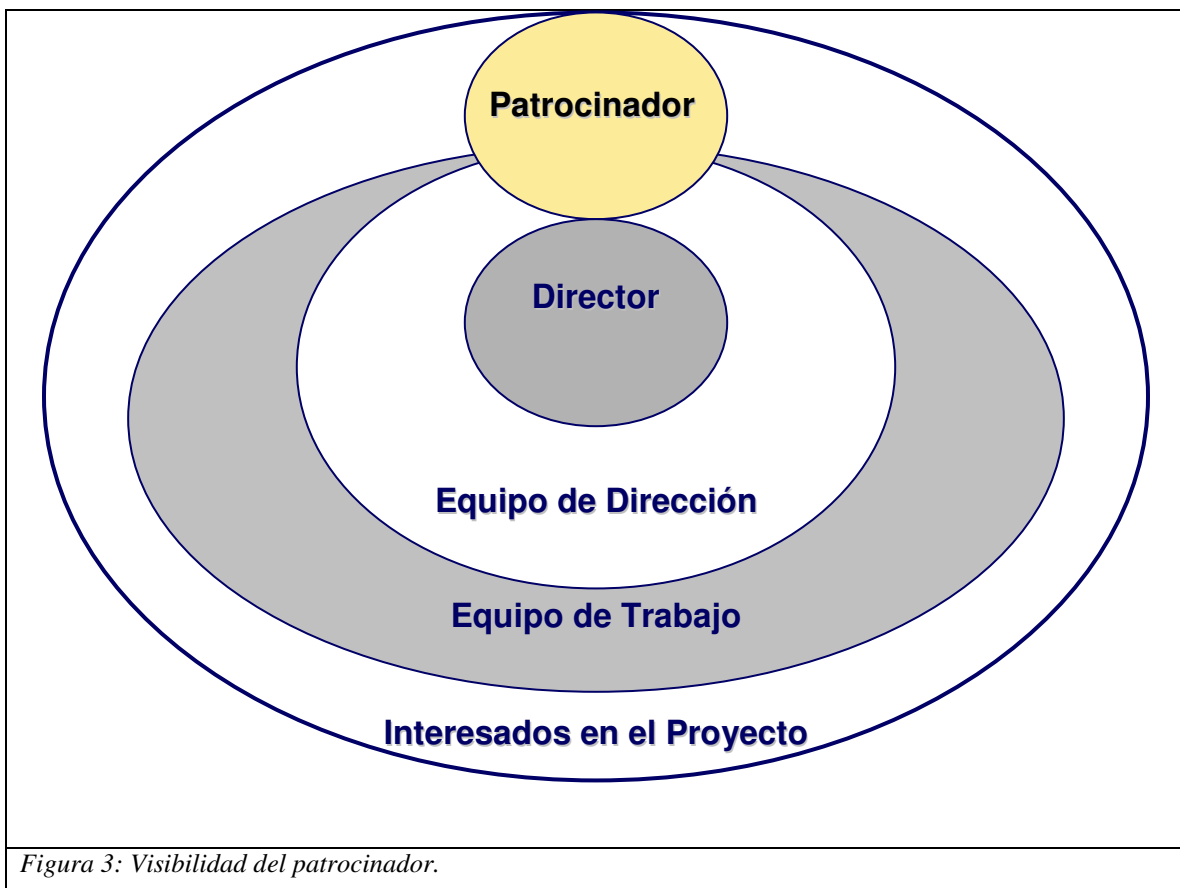 Patrocinador
Director
Equipo de Dirección
Equipo de Trabajo
Interesados en el Proyecto
Figura 3: Visibilidad del patrocinador.